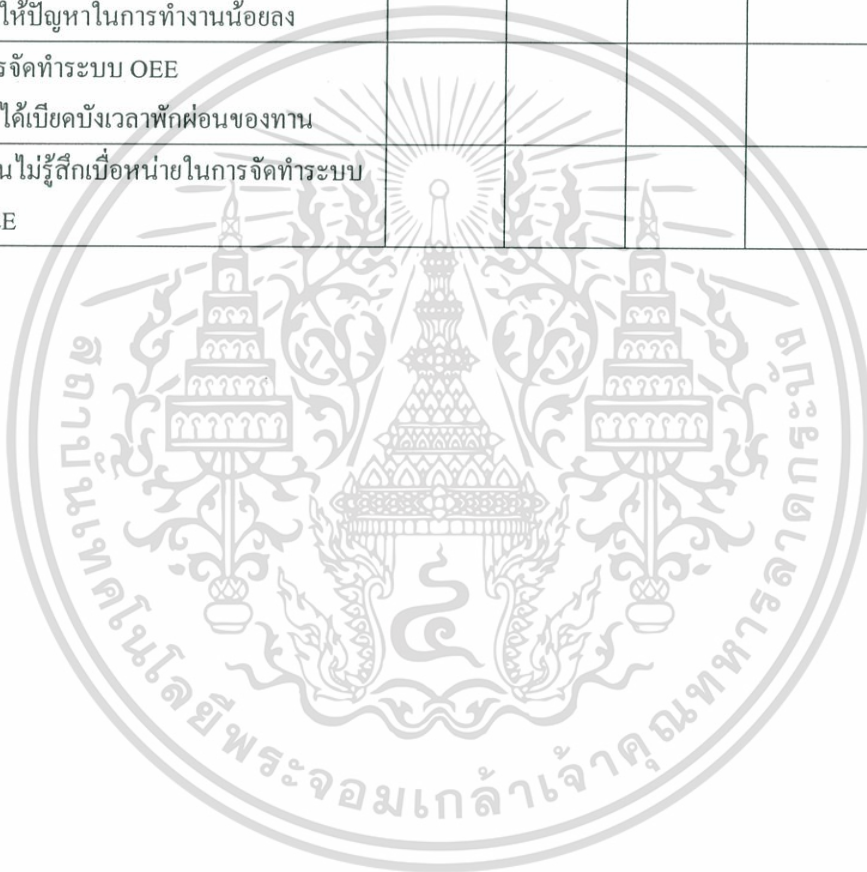 ให้ปัญหาในการทำงานน้อยลง
รจัดทำระบบ OEE
ได้เบียดบังเวลาพักผ่อนของท่าน
นไม่รู้สึกเบื่อหน่ายในการจัดทำระบบ
E
สถาบันเทคโนโลยีพระจอมเกล้าเจ้าคุณทหารลาดกระบัง